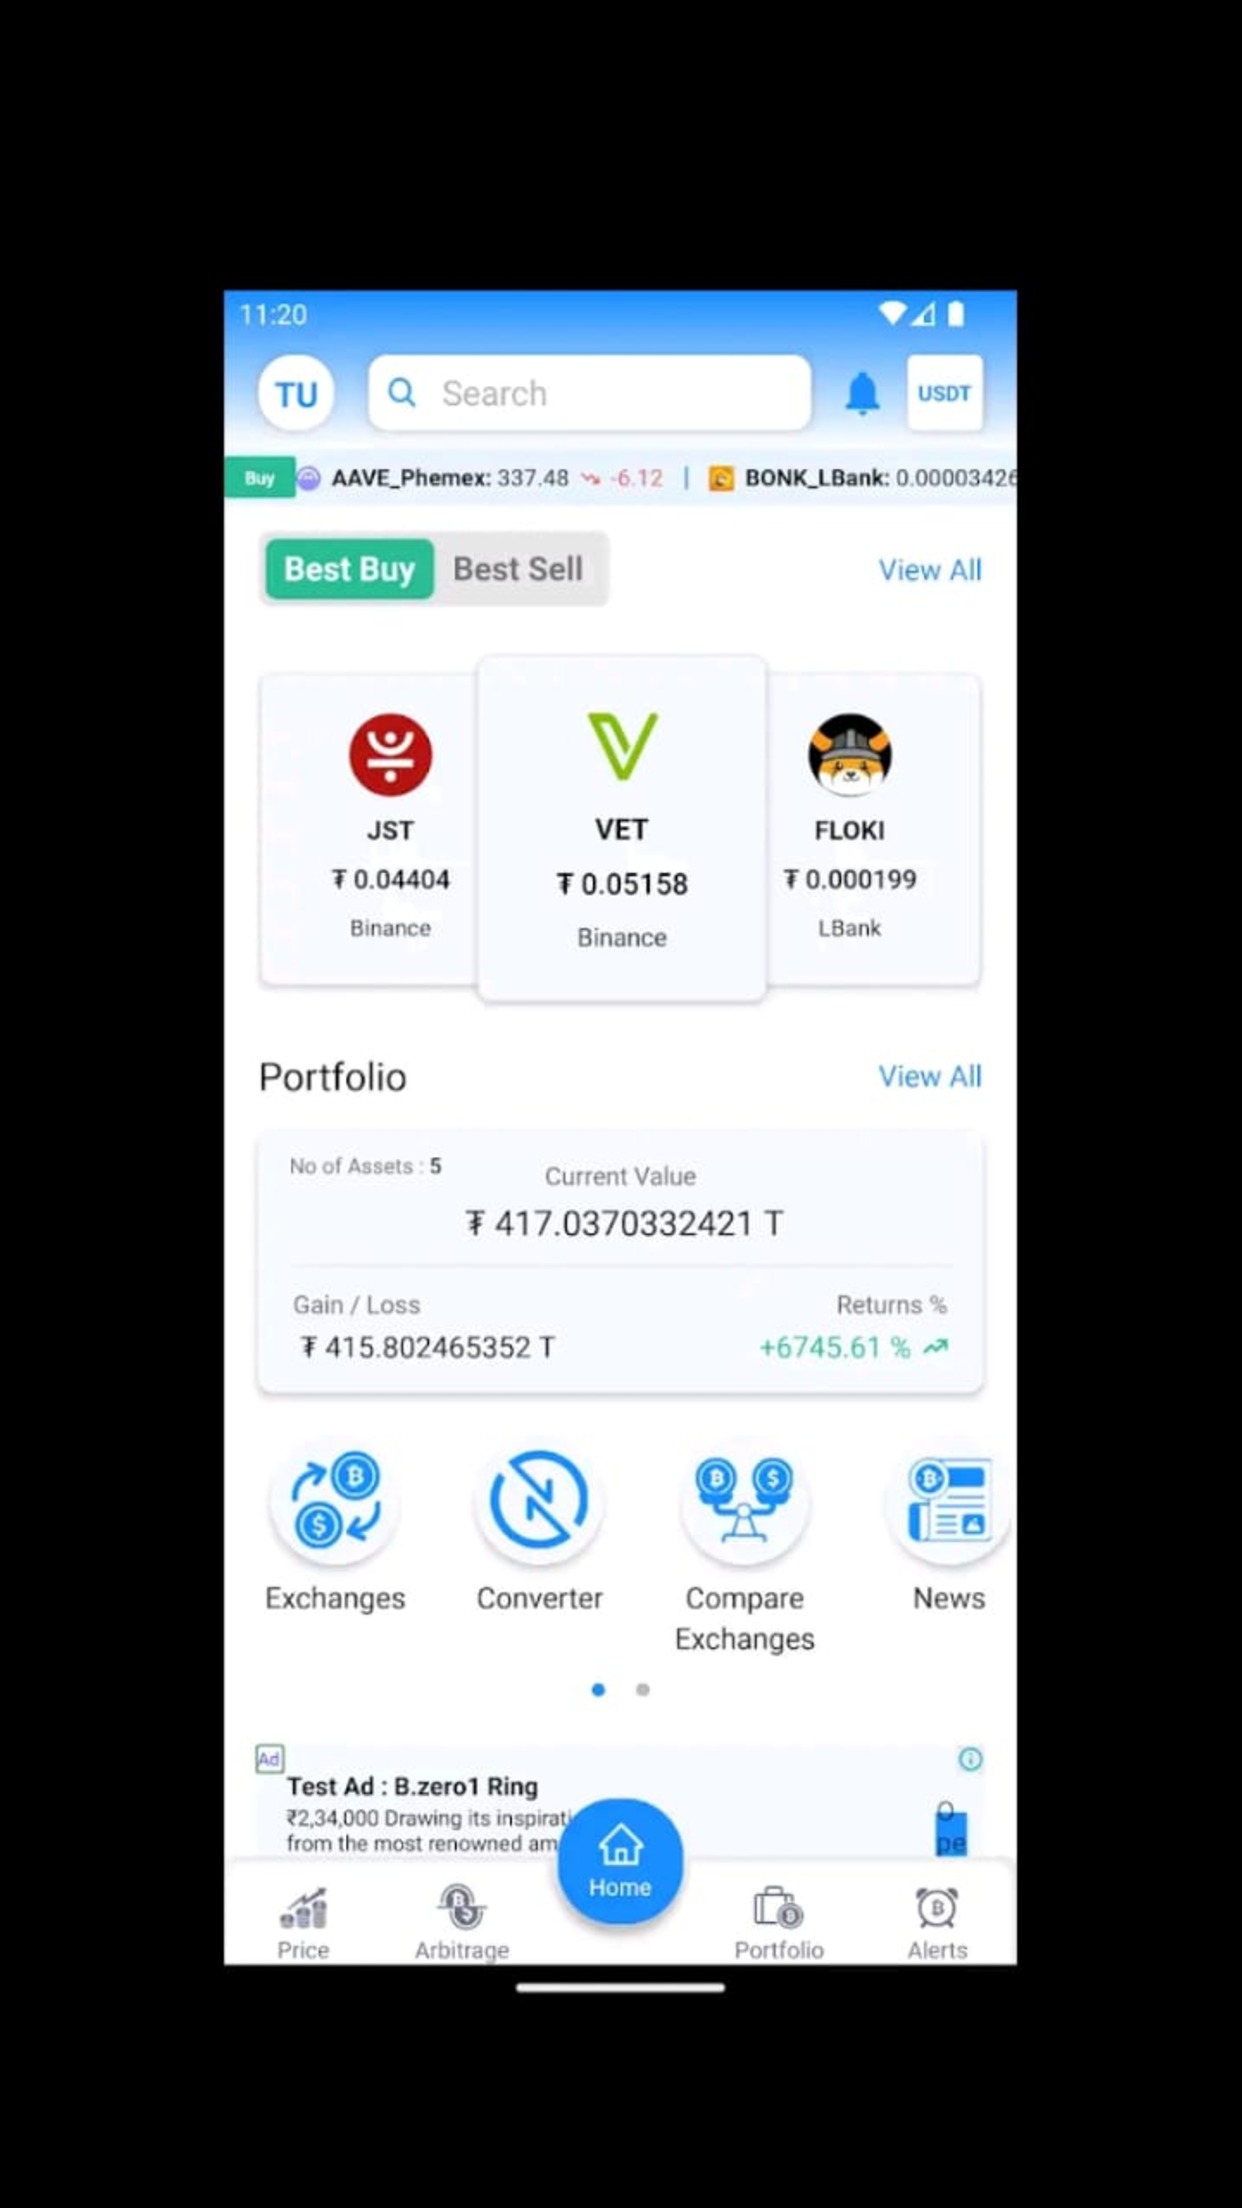 11:20
TU
Search
USDT
Buy
AAVE_Phemex: 337.48 -6.12 | BONK_LBank: 0.00003426
Best Buy
Best Sell
View All
JST
₮ 0.04404
Binance
VET
₮ 0.05158
Binance
FLOKI
₮ 0.000199
LBank
Portfolio
View All
No of Assets : 5
Current Value
₮ 417.0370332421 T
Gain / Loss
Returns %
₮ 415.802465352 T
+6745.61 %
Exchanges
Converter
Compare
Exchanges
News
Ad
Test Ad : B.zero1 Ring
₹2,34,000 Drawing its inspirati
from the most renowned am
O
pe
Home
Price
Arbitrage
Portfolio
Alerts